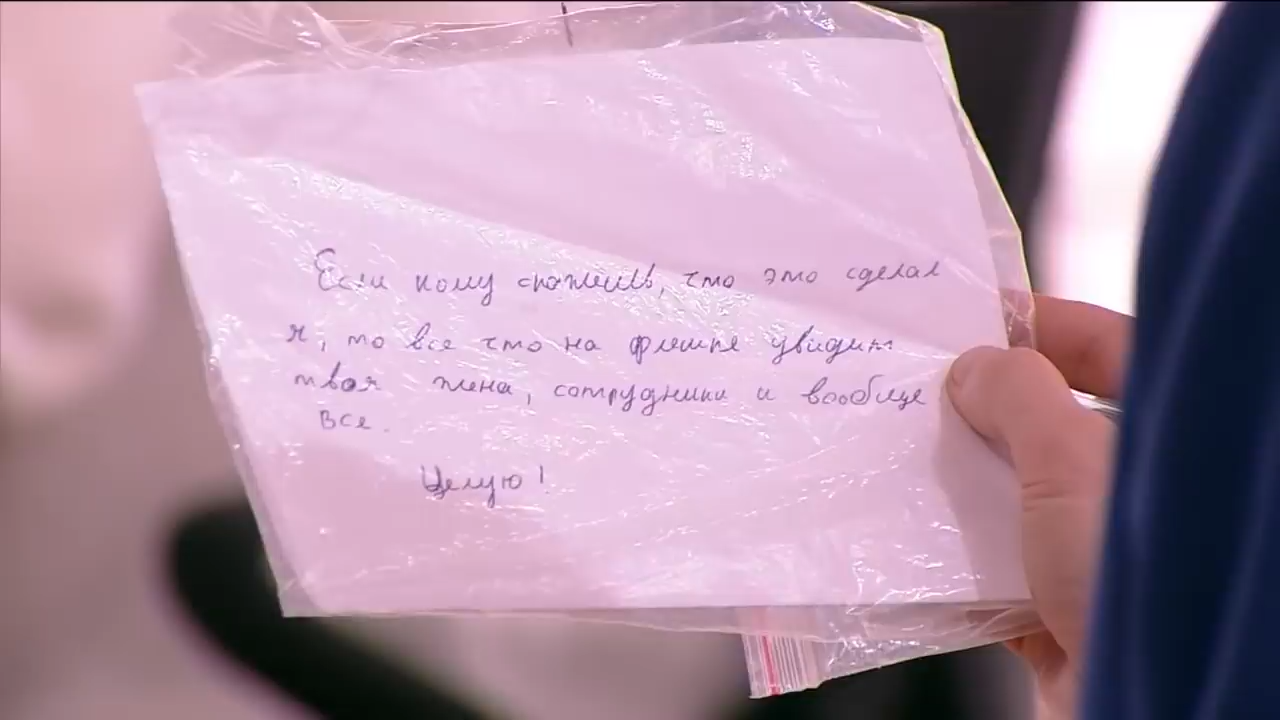 Если кому скажешь, что это сделал
я, то все что на флешке увидит
твоя жена, сотрудники и вообще
все.
Целую!